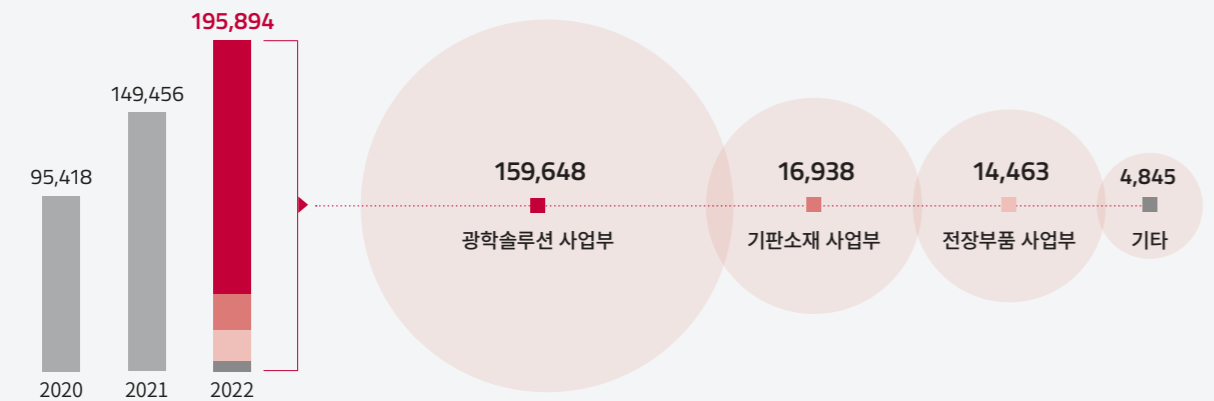 195,894
149,456
95,418
2020
2021
2022
159,648
광학솔루션 사업부
16,938
기판소재 사업부
14,463
전장부품 사업부
4,845
기타